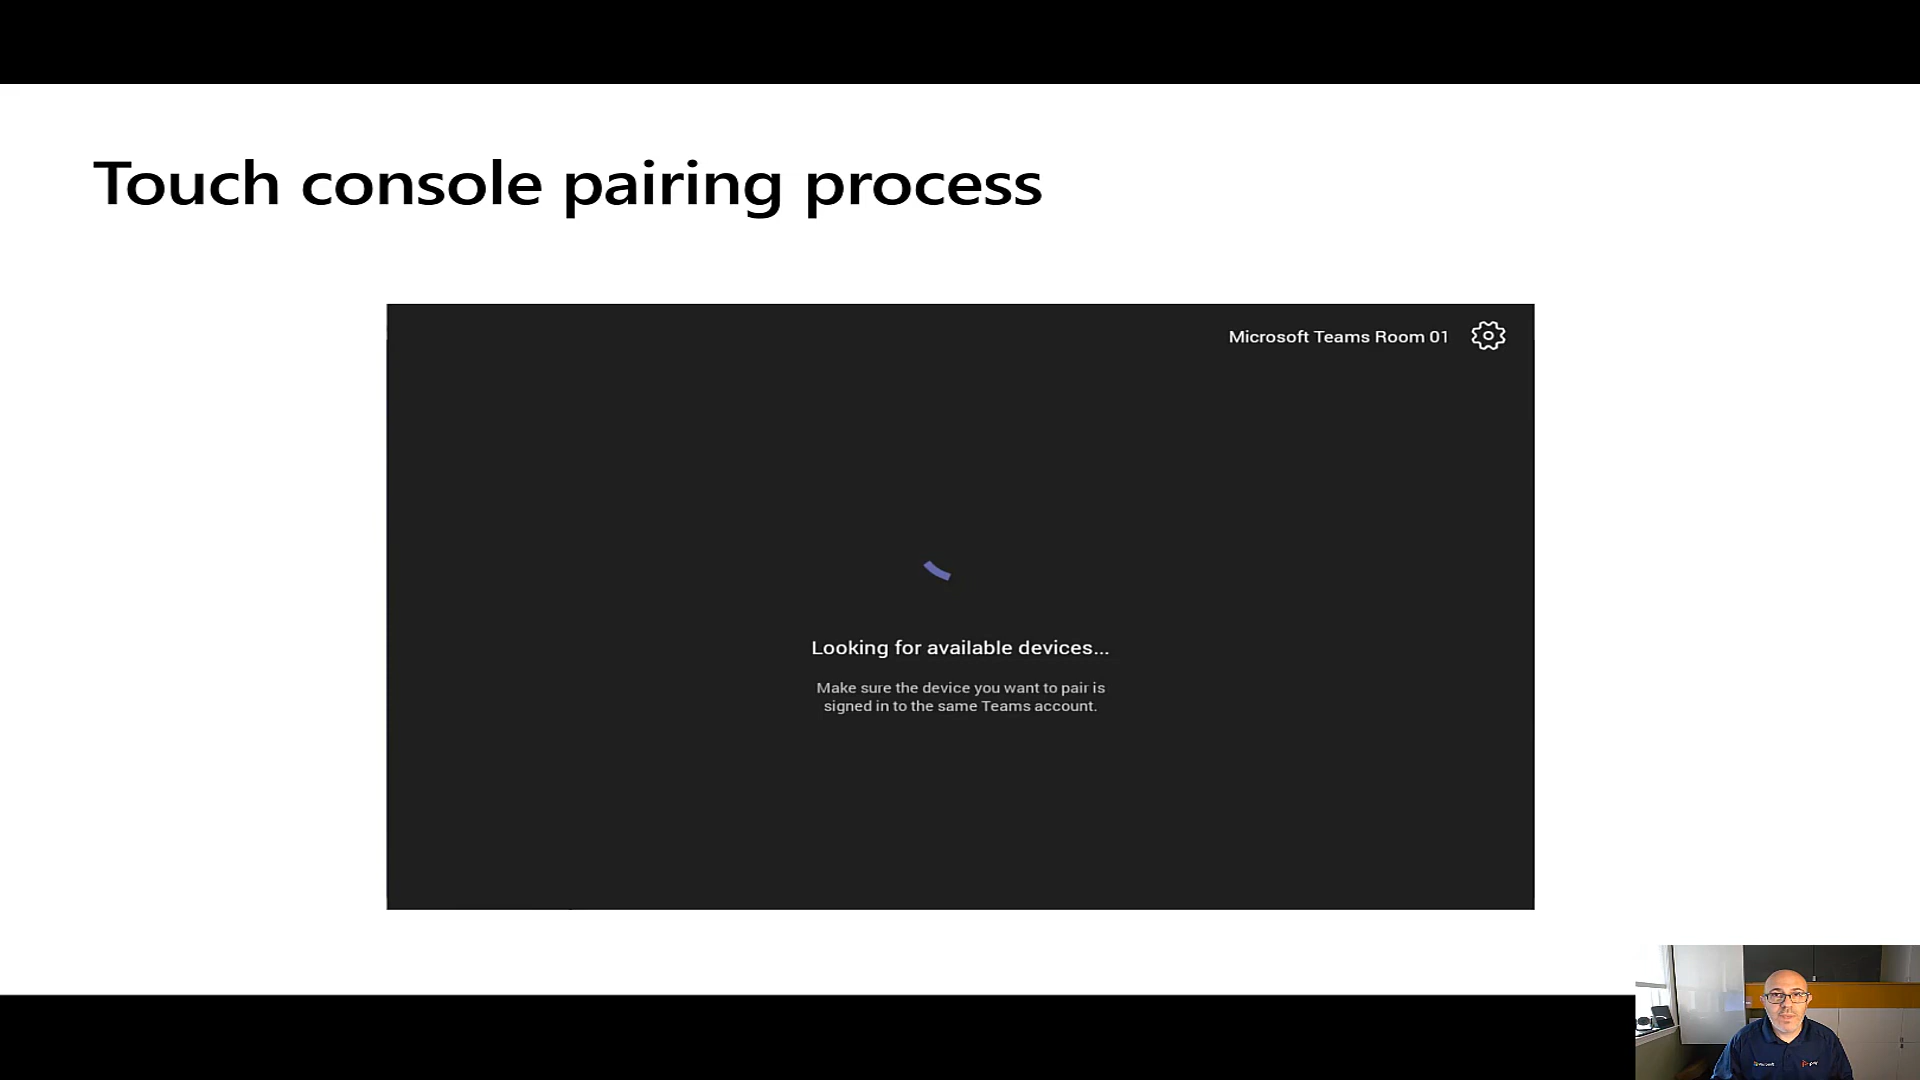 Touch console pairing process
Microsoft Teams Room 01
Looking for available devices...
Make sure the device you want to pair is
signed in to the same Teams account.